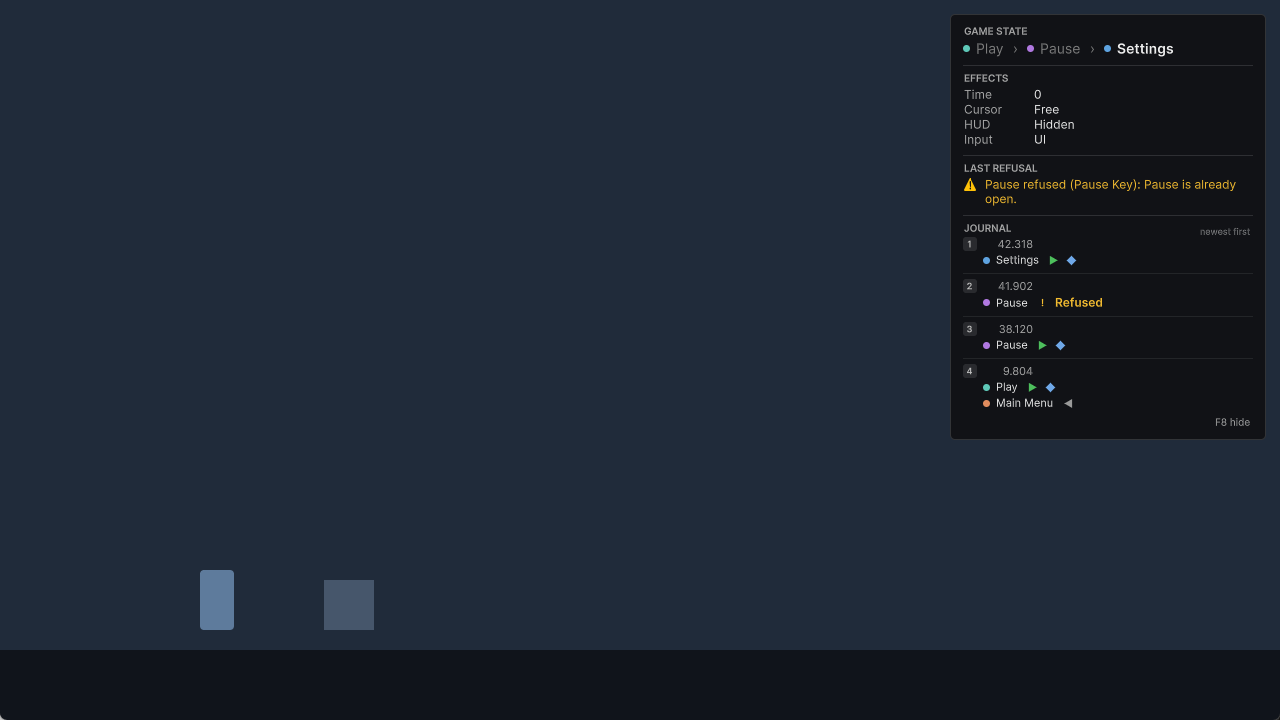 GAME STATE
Play › Pause › Settings
EFFECTS
Time 0
Cursor Free
HUD Hidden
Input UI
LAST REFUSAL
Pause refused (Pause Key): Pause is already
open.
JOURNAL newest first
1 42.318
Settings
2 41.902
Pause ! Refused
3 38.120
Pause
4 9.804
Play
Main Menu
F8 hide